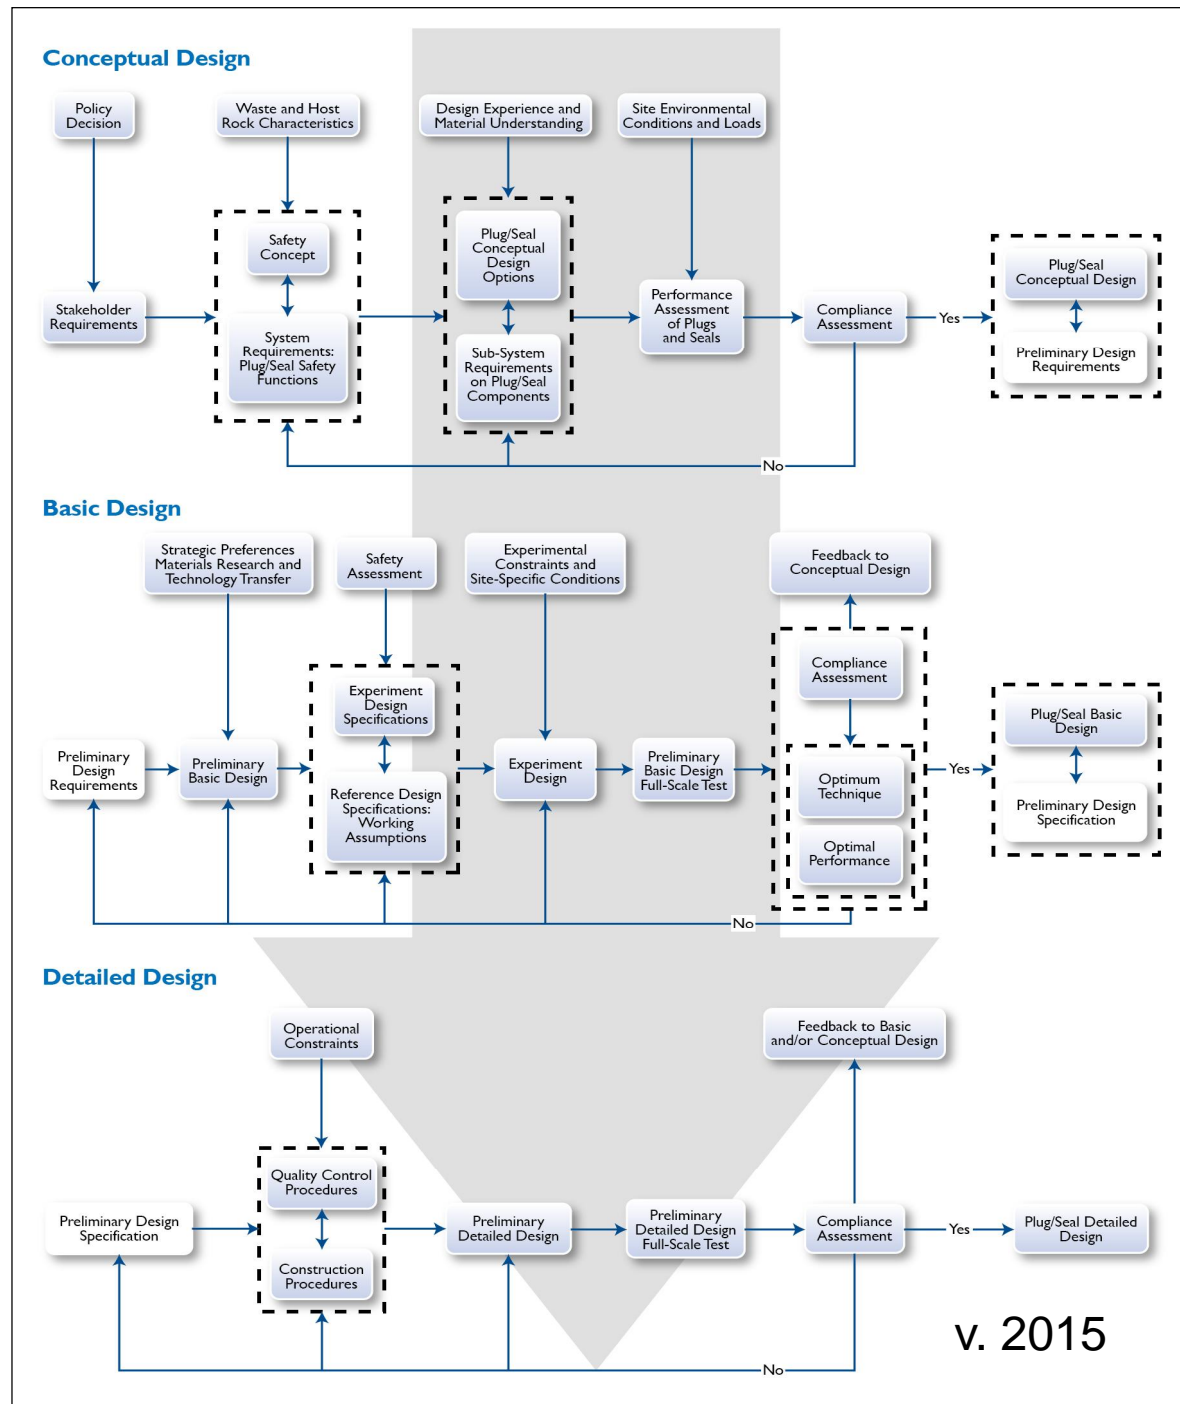 Conceptual Design
Policy
Decision
Waste and Host
Rock Characteristics
Design Experience and
Material Understanding
Site Environmental
Conditions and Loads
Stakeholder
Requirements
Safety
Concept
System
Requirements:
Plug/Seal Safety
Functions
Plug/Seal
Conceptual
Design
Options
Sub-System
Requirements
on Plug/Seal
Components
Performance
Assessment
of Plugs
and Seals
Compliance
Assessment
Yes
Plug/Seal
Conceptual Design
Preliminary Design
Requirements
No
Basic Design
Strategic Preferences
Materials Research and
Technology Transfer
Safety
Assessment
Experimental
Constraints and
Site-Specific Conditions
Feedback to
Conceptual Design
Preliminary
Design
Requirements
Preliminary
Basic Design
Experiment
Design
Specifications
Reference Design
Specifications:
Working
Assumptions
Experiment
Design
Preliminary
Basic Design
Full-Scale Test
Compliance
Assessment
Optimum
Technique
Optimal
Performance
Yes
Plug/Seal Basic
Design
Preliminary Design
Specification
No
Detailed Design
Operational
Constraints
Feedback to Basic
and/or Conceptual Design
Preliminary Design
Specification
Quality Control
Procedures
Construction
Procedures
Preliminary
Detailed Design
Preliminary
Detailed Design
Full-Scale Test
Compliance
Assessment
Yes
Plug/Seal Detailed
Design
No
v. 2015